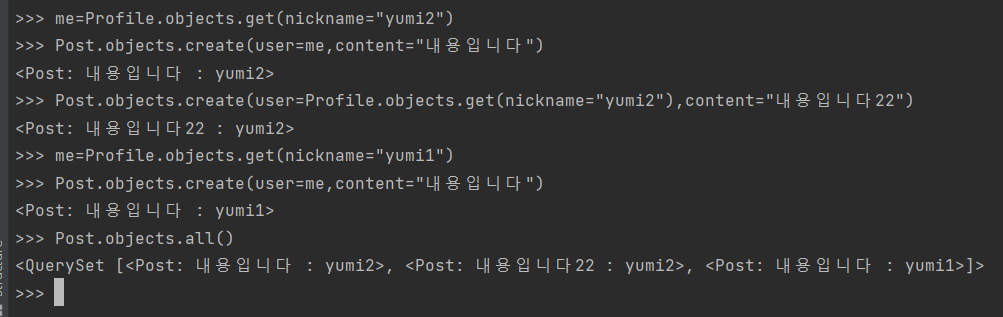 >>> me=Profile.objects.get(nickname="yumi2")
>>> Post.objects.create(user=me,content="내용입니다")
<Post: 내용입니다 : yumi2>
>>> Post.objects.create(user=Profile.objects.get(nickname="yumi2"),content="내용입니다22")
<Post: 내용입니다22 : yumi2>
>>> me=Profile.objects.get(nickname="yumi1")
>>> Post.objects.create(user=me,content="내용입니다")
<Post: 내용입니다 : yumi1>
>>> Post.objects.all()
<QuerySet [<Post: 내용입니다 : yumi2>, <Post: 내용입니다22 : yumi2>, <Post: 내용입니다 : yumi1>]>
>>>